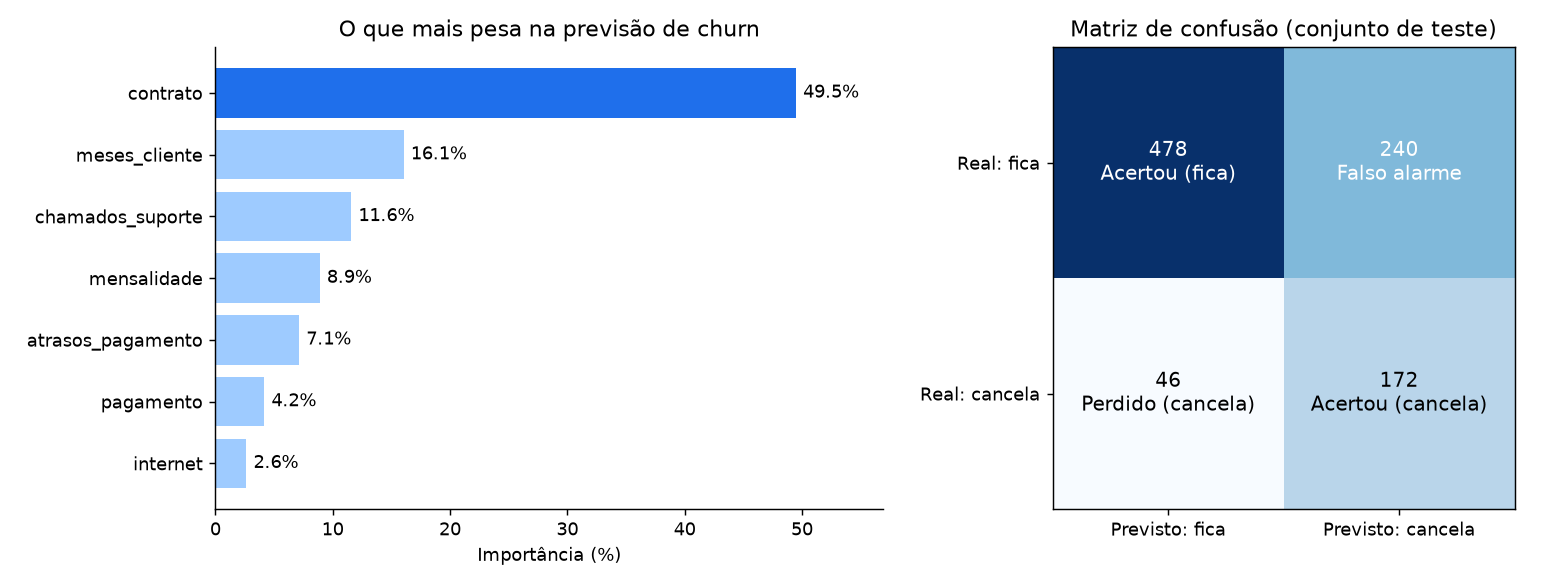 O que mais pesa na previsão de churn
contrato
49.5%
meses_cliente
16.1%
chamados_suporte
11.6%
mensalidade
8.9%
atrasos_pagamento
7.1%
pagamento
4.2%
internet
2.6%
0
10
20
30
40
50
Importância (%)
Matriz de confusão (conjunto de teste)
Real: fica
478
Acertou (fica)
240
Falso alarme
Real: cancela
46
Perdido (cancela)
172
Acertou (cancela)
Previsto: fica
Previsto: cancela